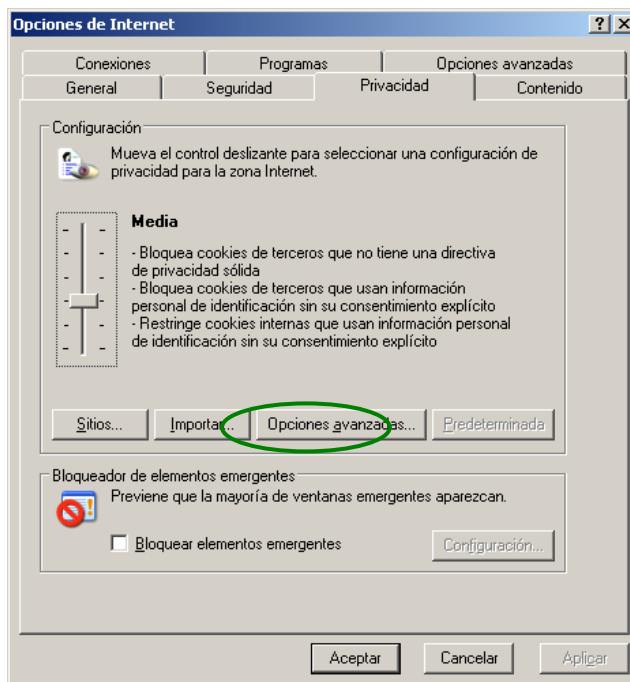 Opciones de Internet
Conexiones Programas Opciones avanzadas
General Seguridad Privacidad Contenido
Configuración
Mueva el control deslizante para seleccionar una configuración de
privacidad para la zona Internet.
Media
- Bloquea cookies de terceros que no tiene una directiva
de privacidad sólida
- Bloquea cookies de terceros que usan información
personal de identificación sin su consentimiento explícito
- Restringe cookies internas que usan información personal
de identificación sin su consentimiento explícito
Sitios... Importar... Opciones avanzadas... Predeterminada
Bloqueador de elementos emergentes
Previene que la mayoría de ventanas emergentes aparezcan.
Bloquear elementos emergentes Configuración...
Aceptar Cancelar Aplicar